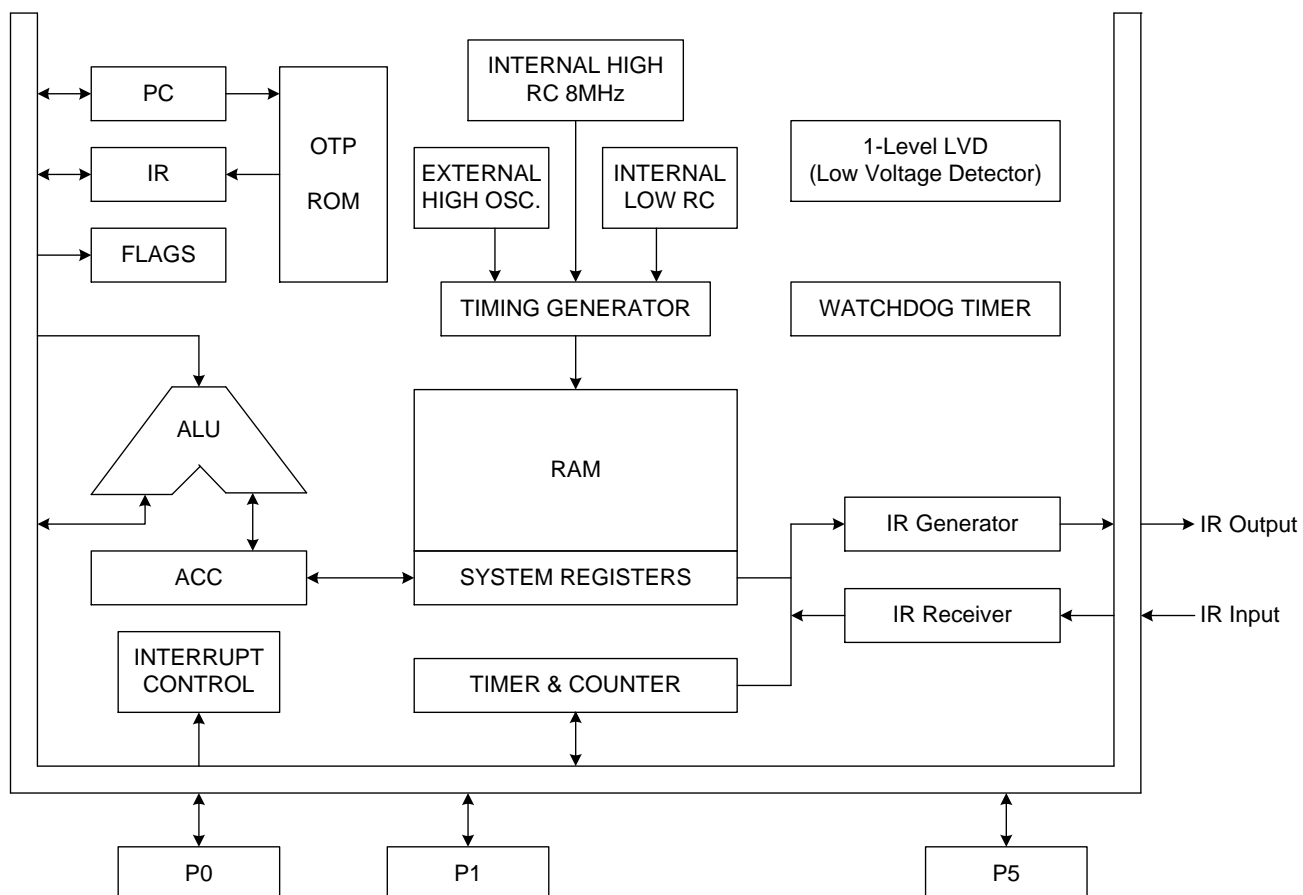 PC
IR
FLAGS
OTP
ROM
INTERNAL HIGH
RC 8MHz
EXTERNAL
HIGH OSC.
INTERNAL
LOW RC
1-Level LVD
(Low Voltage Detector)
TIMING GENERATOR
WATCHDOG TIMER
ALU
RAM
ACC
SYSTEM REGISTERS
IR Generator
IR Output
IR Receiver
IR Input
INTERRUPT
CONTROL
TIMER & COUNTER
P0
P1
P5